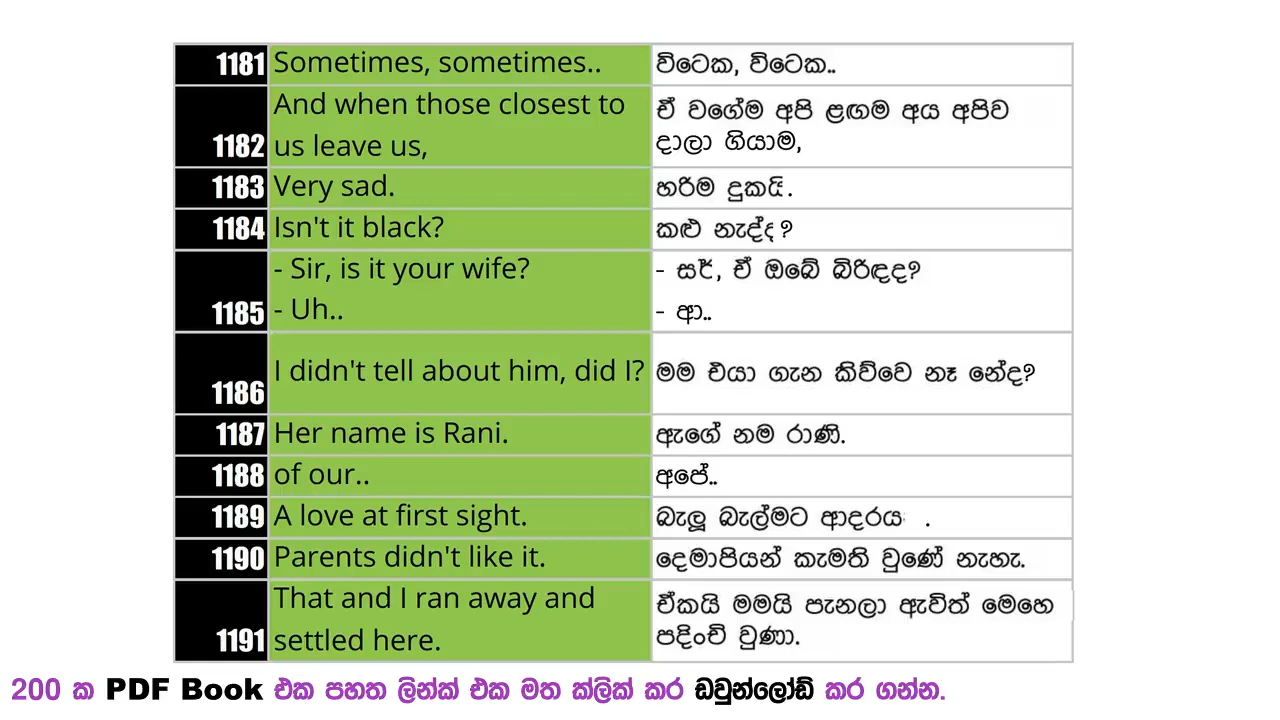 1181 Sometimes, sometimes.. විටෙක, විටෙක..
And when those closest to ඒ වගේම අපි ළඟම අය අපිව
1182 us leave us, දාලා ගියාම,
1183 Very sad. හරිම දුකයි.
1184 Isn't it black? කළු නැද්ද?
- Sir, is it your wife? - සර්, ඒ ඔබේ බිරිඳද?
1185 - Uh.. - ආ..
1186 I didn't tell about him, did I? මම එයා ගැන කිව්වෙ නෑ නේද?
1187 Her name is Rani. ඇගේ නම රාණි.
1188 of our.. අපේ..
1189 A love at first sight. බැලූ බැල්මට ආදරය .
1190 Parents didn't like it. දෙමාපියන් කැමති වුණේ නැහැ.
That and I ran away and ඒකයි මමයි පැනලා ඇවිත් මෙහෙ
1191 settled here. පදිංචි වුණා.
200 ක PDF Book එක පහත ලින්ක් එක මත ක්ලික් කර ඩවුන්ලෝඩ් කර ගන්න.